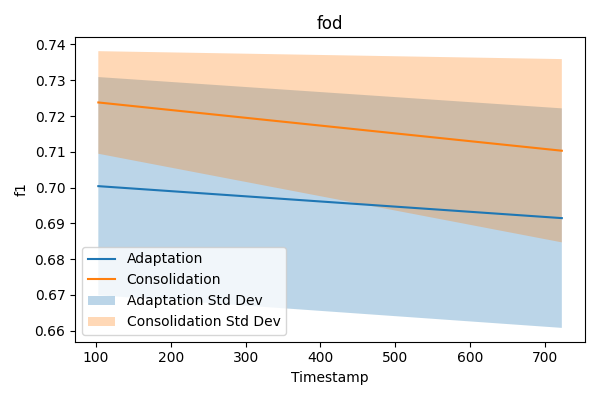 fod
0.74
0.73
0.72
0.71
0.70
0.69
0.68
0.67
0.66
f1
Adaptation
Consolidation
Adaptation Std Dev
Consolidation Std Dev
100 200 300 400 500 600 700
Timestamp